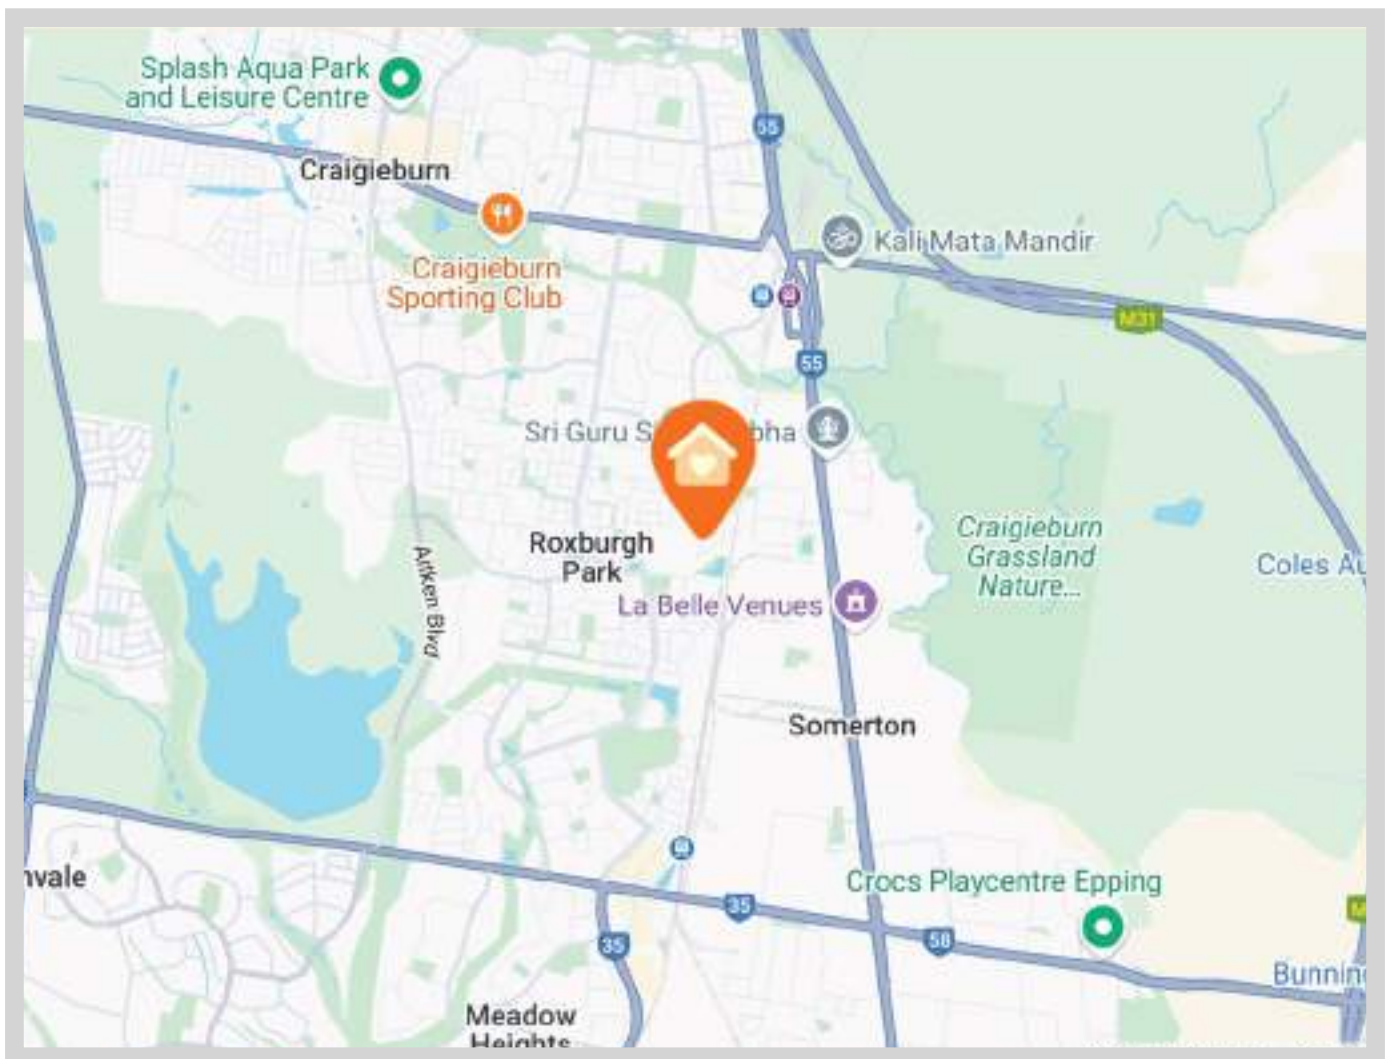 Splash Aqua Park
and Leisure Centre
55
Craigieburn
Kali Mata Mandir
Craigieburn
Sporting Club
M31
55
Sri Guru S
bha
Craigieburn
Grassland
Nature...
Roxburgh
Park
Coles Au
Aitken Blvd
La Belle Venues
Somerton
nvale
Crocs Playcentre Epping
35
M
35
58
Bunning
Meadow
Heights